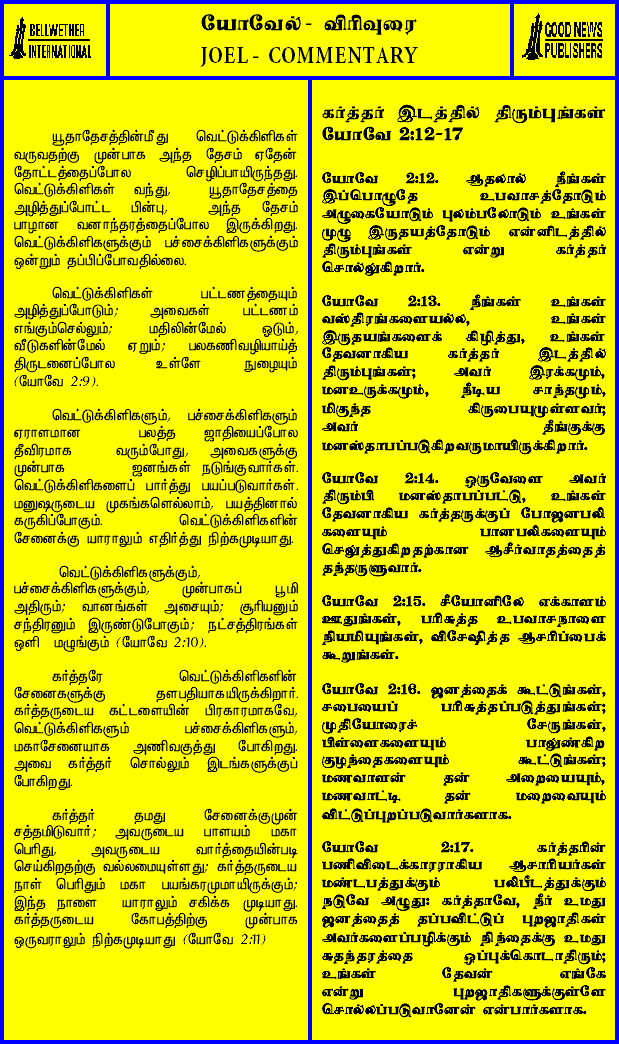 BELLWETHER
INTERNATIONAL
யோவேல் - விரிவுரை
JOEL - COMMENTARY
GOOD NEWS
PUBLISHERS
யூதாதேசத்தின்மீது வெட்டுக்கிளிகள்
வருவதற்கு முன்பாக அந்த தேசம் ஏதேன்
தோட்டத்தைப்போல செழிப்பாயிருந்தது.
வெட்டுக்கிளிகள் வந்து, யூதாதேசத்தை
அழித்துப்போட்ட பின்பு, அந்த தேசம்
பாழான வனாந்தரத்தைப்போல இருக்கிறது.
வெட்டுக்கிளிகளுக்கும் பச்சைக்கிளிகளுக்கும்
ஒன்றும் தப்பிப்போவதில்லை.
வெட்டுக்கிளிகள் பட்டணத்தையும்
அழித்துப்போடும்; அவைகள் பட்டணம்
எங்கும்செல்லும்; மதிலின்மேல் ஓடும்,
வீடுகளின்மேல் ஏறும்; பலகணிவழியாய்த்
திருடனைப்போல உள்ளே நுழையும்
(யோவே 2:9).
வெட்டுக்கிளிகளும், பச்சைக்கிளிகளும்
ஏராளமான பலத்த ஜாதியைப்போல
தீவிரமாக வரும்போது, அவைகளுக்கு
முன்பாக ஜனங்கள் நடுங்குவார்கள்.
வெட்டுக்கிளிகளைப் பார்த்து பயப்படுவார்கள்.
மனுஷருடைய முகங்களெல்லாம், பயத்தினால்
கருகிப்போகும். வெட்டுக்கிளிகளின்
சேனைக்கு யாராலும் எதிர்த்து நிற்கமுடியாது.
வெட்டுக்கிளிகளுக்கும்,
பச்சைக்கிளிகளுக்கும், முன்பாகப் பூமி
அதிரும்; வானங்கள் அசையும்; சூரியனும்
சந்திரனும் இருண்டுபோகும்; நட்சத்திரங்கள்
ஒளி மழுங்கும் (யோவே 2:10).
கர்த்தரே வெட்டுக்கிளிகளின்
சேனைகளுக்கு தளபதியாகயிருக்கிறார்.
கர்த்தருடைய கட்டளையின் பிரகாரமாகவே,
வெட்டுக்கிளிகளும் பச்சைக்கிளிகளும்,
மகாசேனையாக அணிவகுத்து போகிறது.
அவை கர்த்தர் சொல்லும் இடங்களுக்குப்
போகிறது.
கர்த்தர் தமது சேனைக்குமுன்
சத்தமிடுவார்; அவருடைய பாளயம் மகா
பெரிது, அவருடைய வார்த்தையின்படி
செய்கிறதற்கு வல்லமையுள்ளது; கர்த்தருடைய
நாள் பெரிதும் மகா பயங்கரமுமாயிருக்கும்;
இந்த நாளை யாராலும் சகிக்க முடியாது.
கர்த்தருடைய கோபத்திற்கு முன்பாக
ஒருவராலும் நிற்கமுடியாது (யோவே 2:11)
கர்த்தர் இடத்தில் திரும்புங்கள்
யோவே 2:12-17
யோவே 2:12. ஆதலால் நீங்கள்
இப்பொழுதே உபவாசத்தோடும்
அழுகையோடும் புலம்பலோடும் உங்கள்
முழு இருதயத்தோடும் என்னிடத்தில்
திரும்புங்கள் என்று கர்த்தர்
சொல்லுகிறார்.
யோவே 2:13. நீங்கள் உங்கள்
வஸ்திரங்களையல்ல, உங்கள்
இருதயங்களைக் கிழித்து, உங்கள்
தேவனாகிய கர்த்தர் இடத்தில்
திரும்புங்கள்; அவர் இரக்கமும்,
மனஉருக்கமும், நீடிய சாந்தமும்,
மிகுந்த கிருபையுமுள்ளவர்;
அவர் தீங்குக்கு
மனஸ்தாபப்படுகிறவருமாயிருக்கிறார்.
யோவே 2:14. ஒருவேளை அவர்
திரும்பி மனஸ்தாபப்பட்டு, உங்கள்
தேவனாகிய கர்த்தருக்குப் போஜனபலி
களையும் பானபலிகளையும்
செலுத்துகிறதற்கான ஆசீர்வாதத்தைத்
தந்தருளுவார்.
யோவே 2:15. சீயோனிலே எக்காளம்
ஊதுங்கள், பரிசுத்த உபவாசநாளை
நியமியுங்கள், விசேஷித்த ஆசரிப்பைக்
கூறுங்கள்.
யோவே 2:16. ஜனத்தைக் கூட்டுங்கள்,
சபையைப் பரிசுத்தப்படுத்துங்கள்;
முதியோரைச் சேருங்கள்,
பிள்ளைகளையும் பாலுண்கிற
குழந்தைகளையும் கூட்டுங்கள்;
மணவாளன் தன் அறையையும்,
மணவாட்டி தன் மறைவையும்
விட்டுப்புறப்படுவார்களாக.
யோவே 2:17. கர்த்தரின்
பணிவிடைக்காரராகிய ஆசாரியர்கள்
மண்டபத்துக்கும் பலிபீடத்துக்கும்
நடுவே அழுது: கர்த்தாவே, நீர் உமது
ஜனத்தைத் தப்பவிட்டுப் புறஜாதிகள்
அவர்களைப்பழிக்கும் நிந்தைக்கு உமது
சுதந்தரத்தை ஒப்புக்கொடாதிரும்;
உங்கள் தேவன் எங்கே
என்று புறஜாதிகளுக்குள்ளே
சொல்லப்படுவானேன் என்பார்களாக.